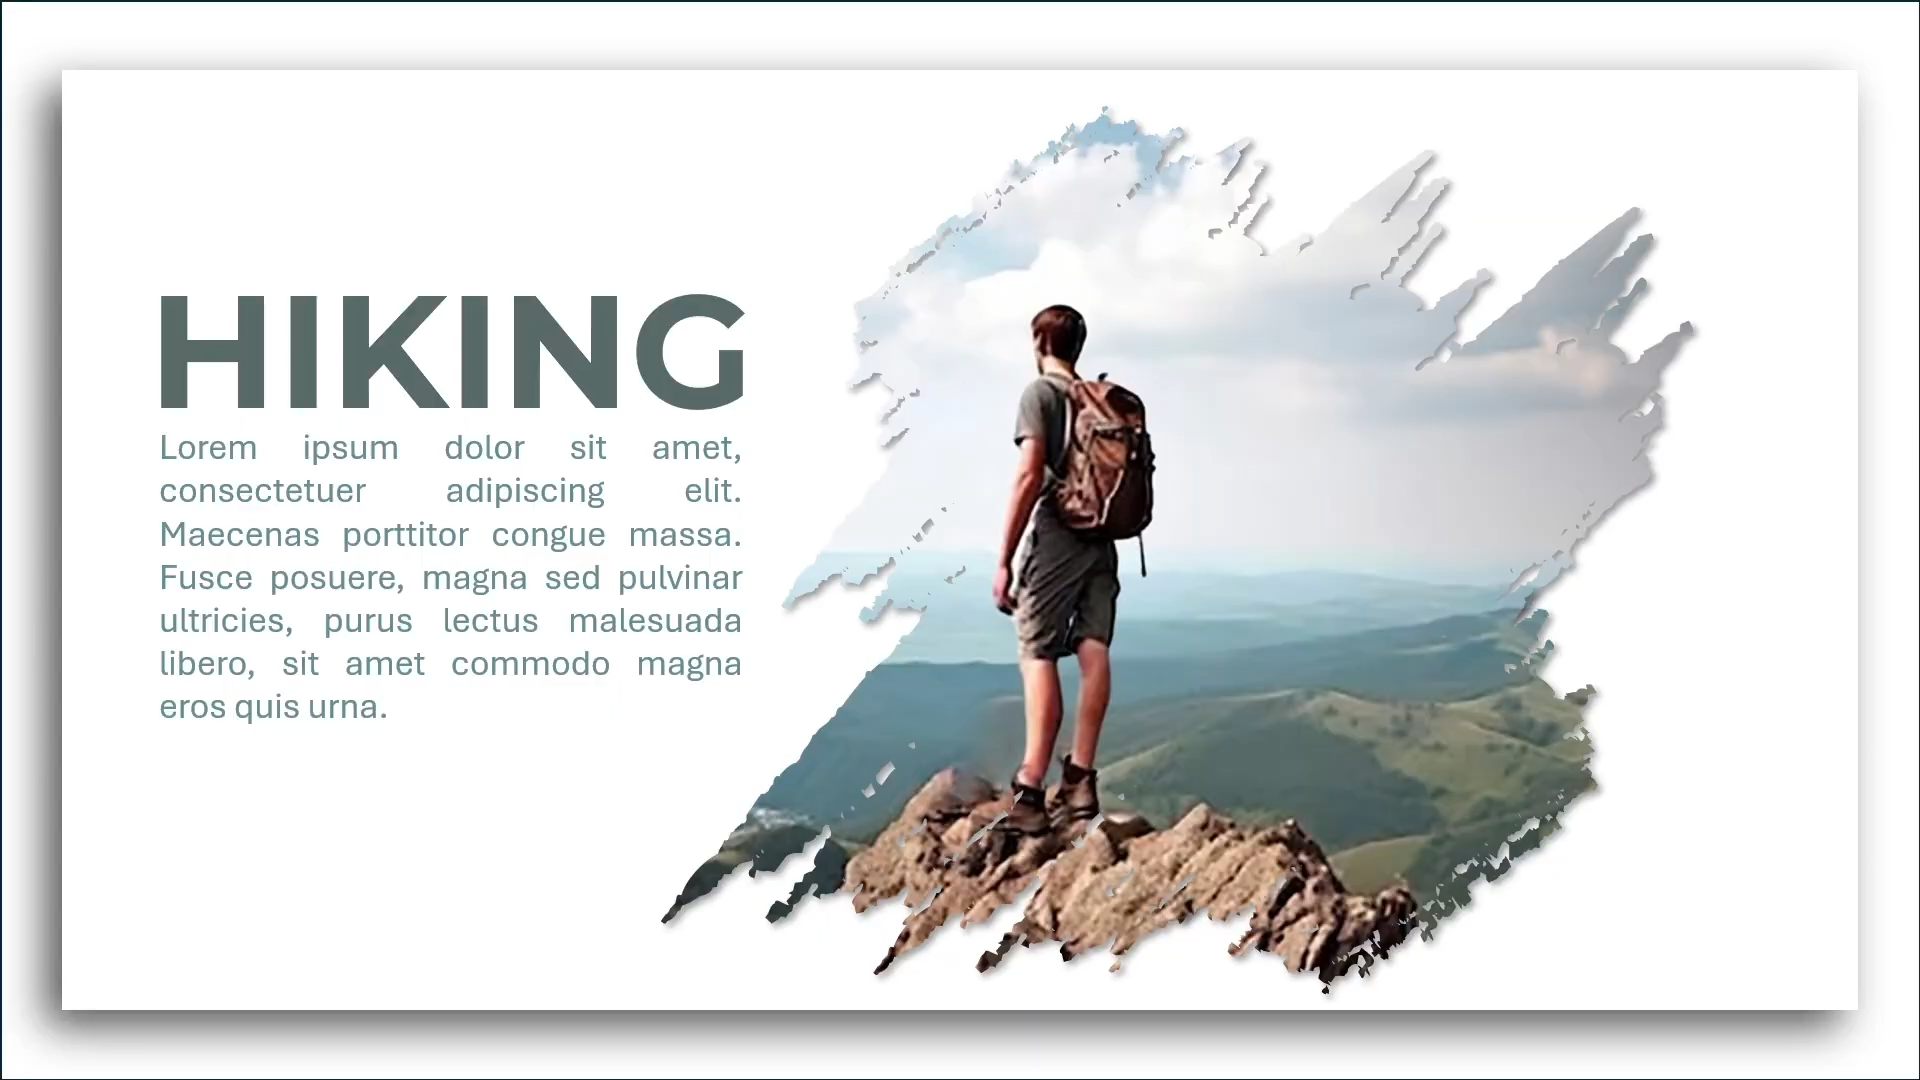 HIKING
Lorem ipsum dolor sit amet,
consectetuer adipiscing elit.
Maecenas porttitor congue massa.
Fusce posuere, magna sed pulvinar
ultricies, purus lectus malesuada
libero, sit amet commodo magna
eros quis urna.